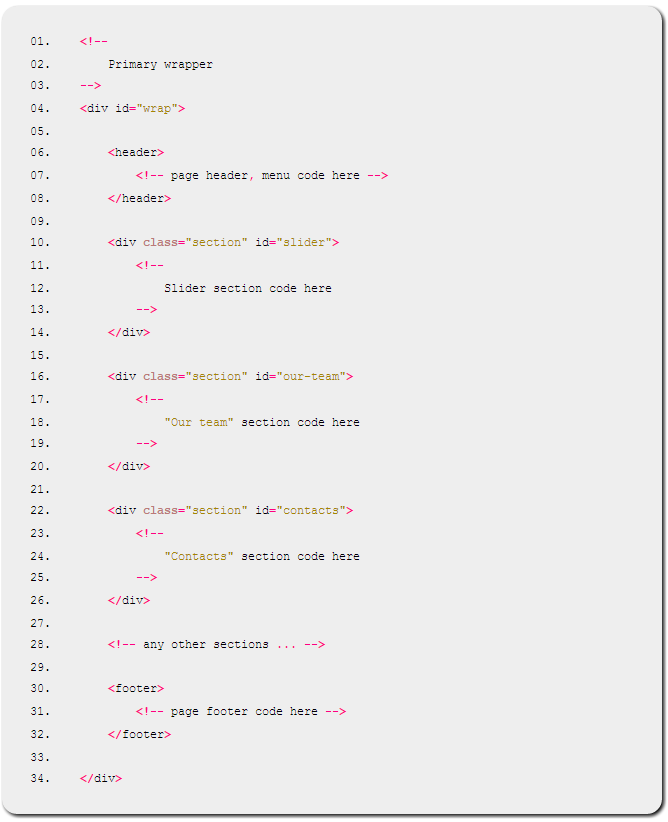 01. <!--
02. Primary wrapper
03. -->
04. <div id="wrap">
05.
06. <header>
07. <!-- page header, menu code here -->
08. </header>
09.
10. <div class="section" id="slider">
11. <!--
12. Slider section code here
13. -->
14. </div>
15.
16. <div class="section" id="our-team">
17. <!--
18. "Our team" section code here
19. -->
20. </div>
21.
22. <div class="section" id="contacts">
23. <!--
24. "Contacts" section code here
25. -->
26. </div>
27.
28. <!-- any other sections ... -->
29.
30. <footer>
31. <!-- page footer code here -->
32. </footer>
33.
34. </div>